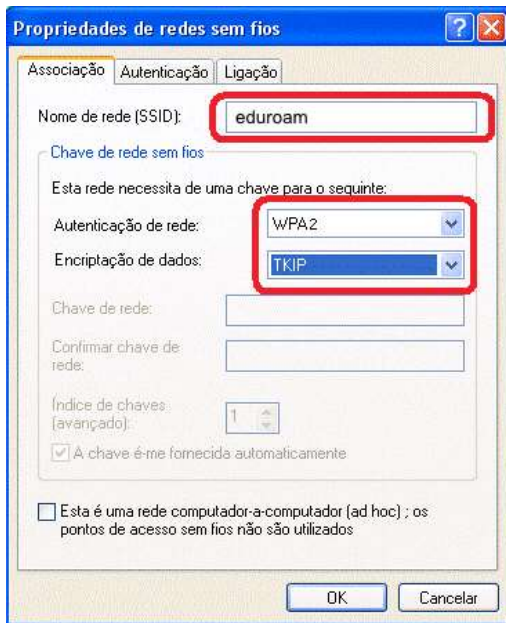 Propriedades de redes sem fios
Associação Autenticação Ligação
Nome de rede (SSID): eduroam
Chave de rede sem fios
Esta rede necessita de uma chave para o seguinte:
Autenticação de rede: WPA2
Encriptação de dados: TKIP
Chave de rede:
Confirmar chave de
rede:
Índice de chaves
(avançado): 1
A chave é-me fornecida automaticamente
Esta é uma rede computador-a-computador (ad hoc) ; os
pontos de acesso sem fios não são utilizados
OK Cancelar